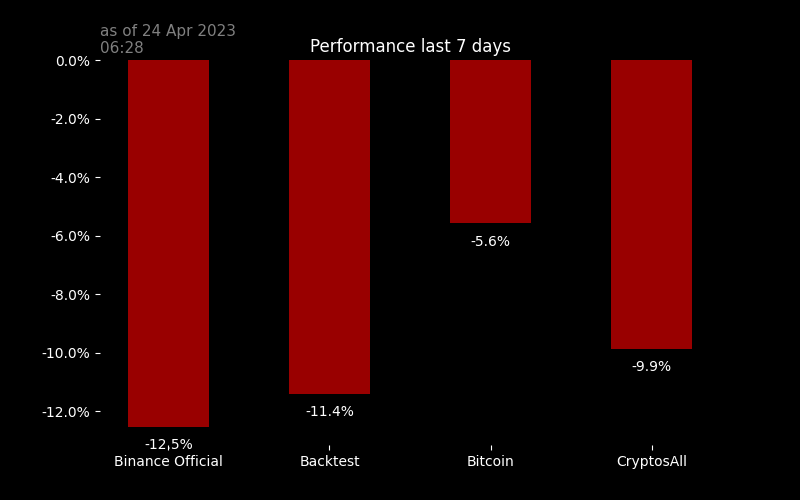 as of 24 Apr 2023
06:28
Performance last 7 days
0.0%
-2.0%
-4.0%
-6.0%
-8.0%
-10.0%
-12.0%
-12.5%
-11.4%
-5.6%
-9.9%
Binance Official
Backtest
Bitcoin
CryptosAll